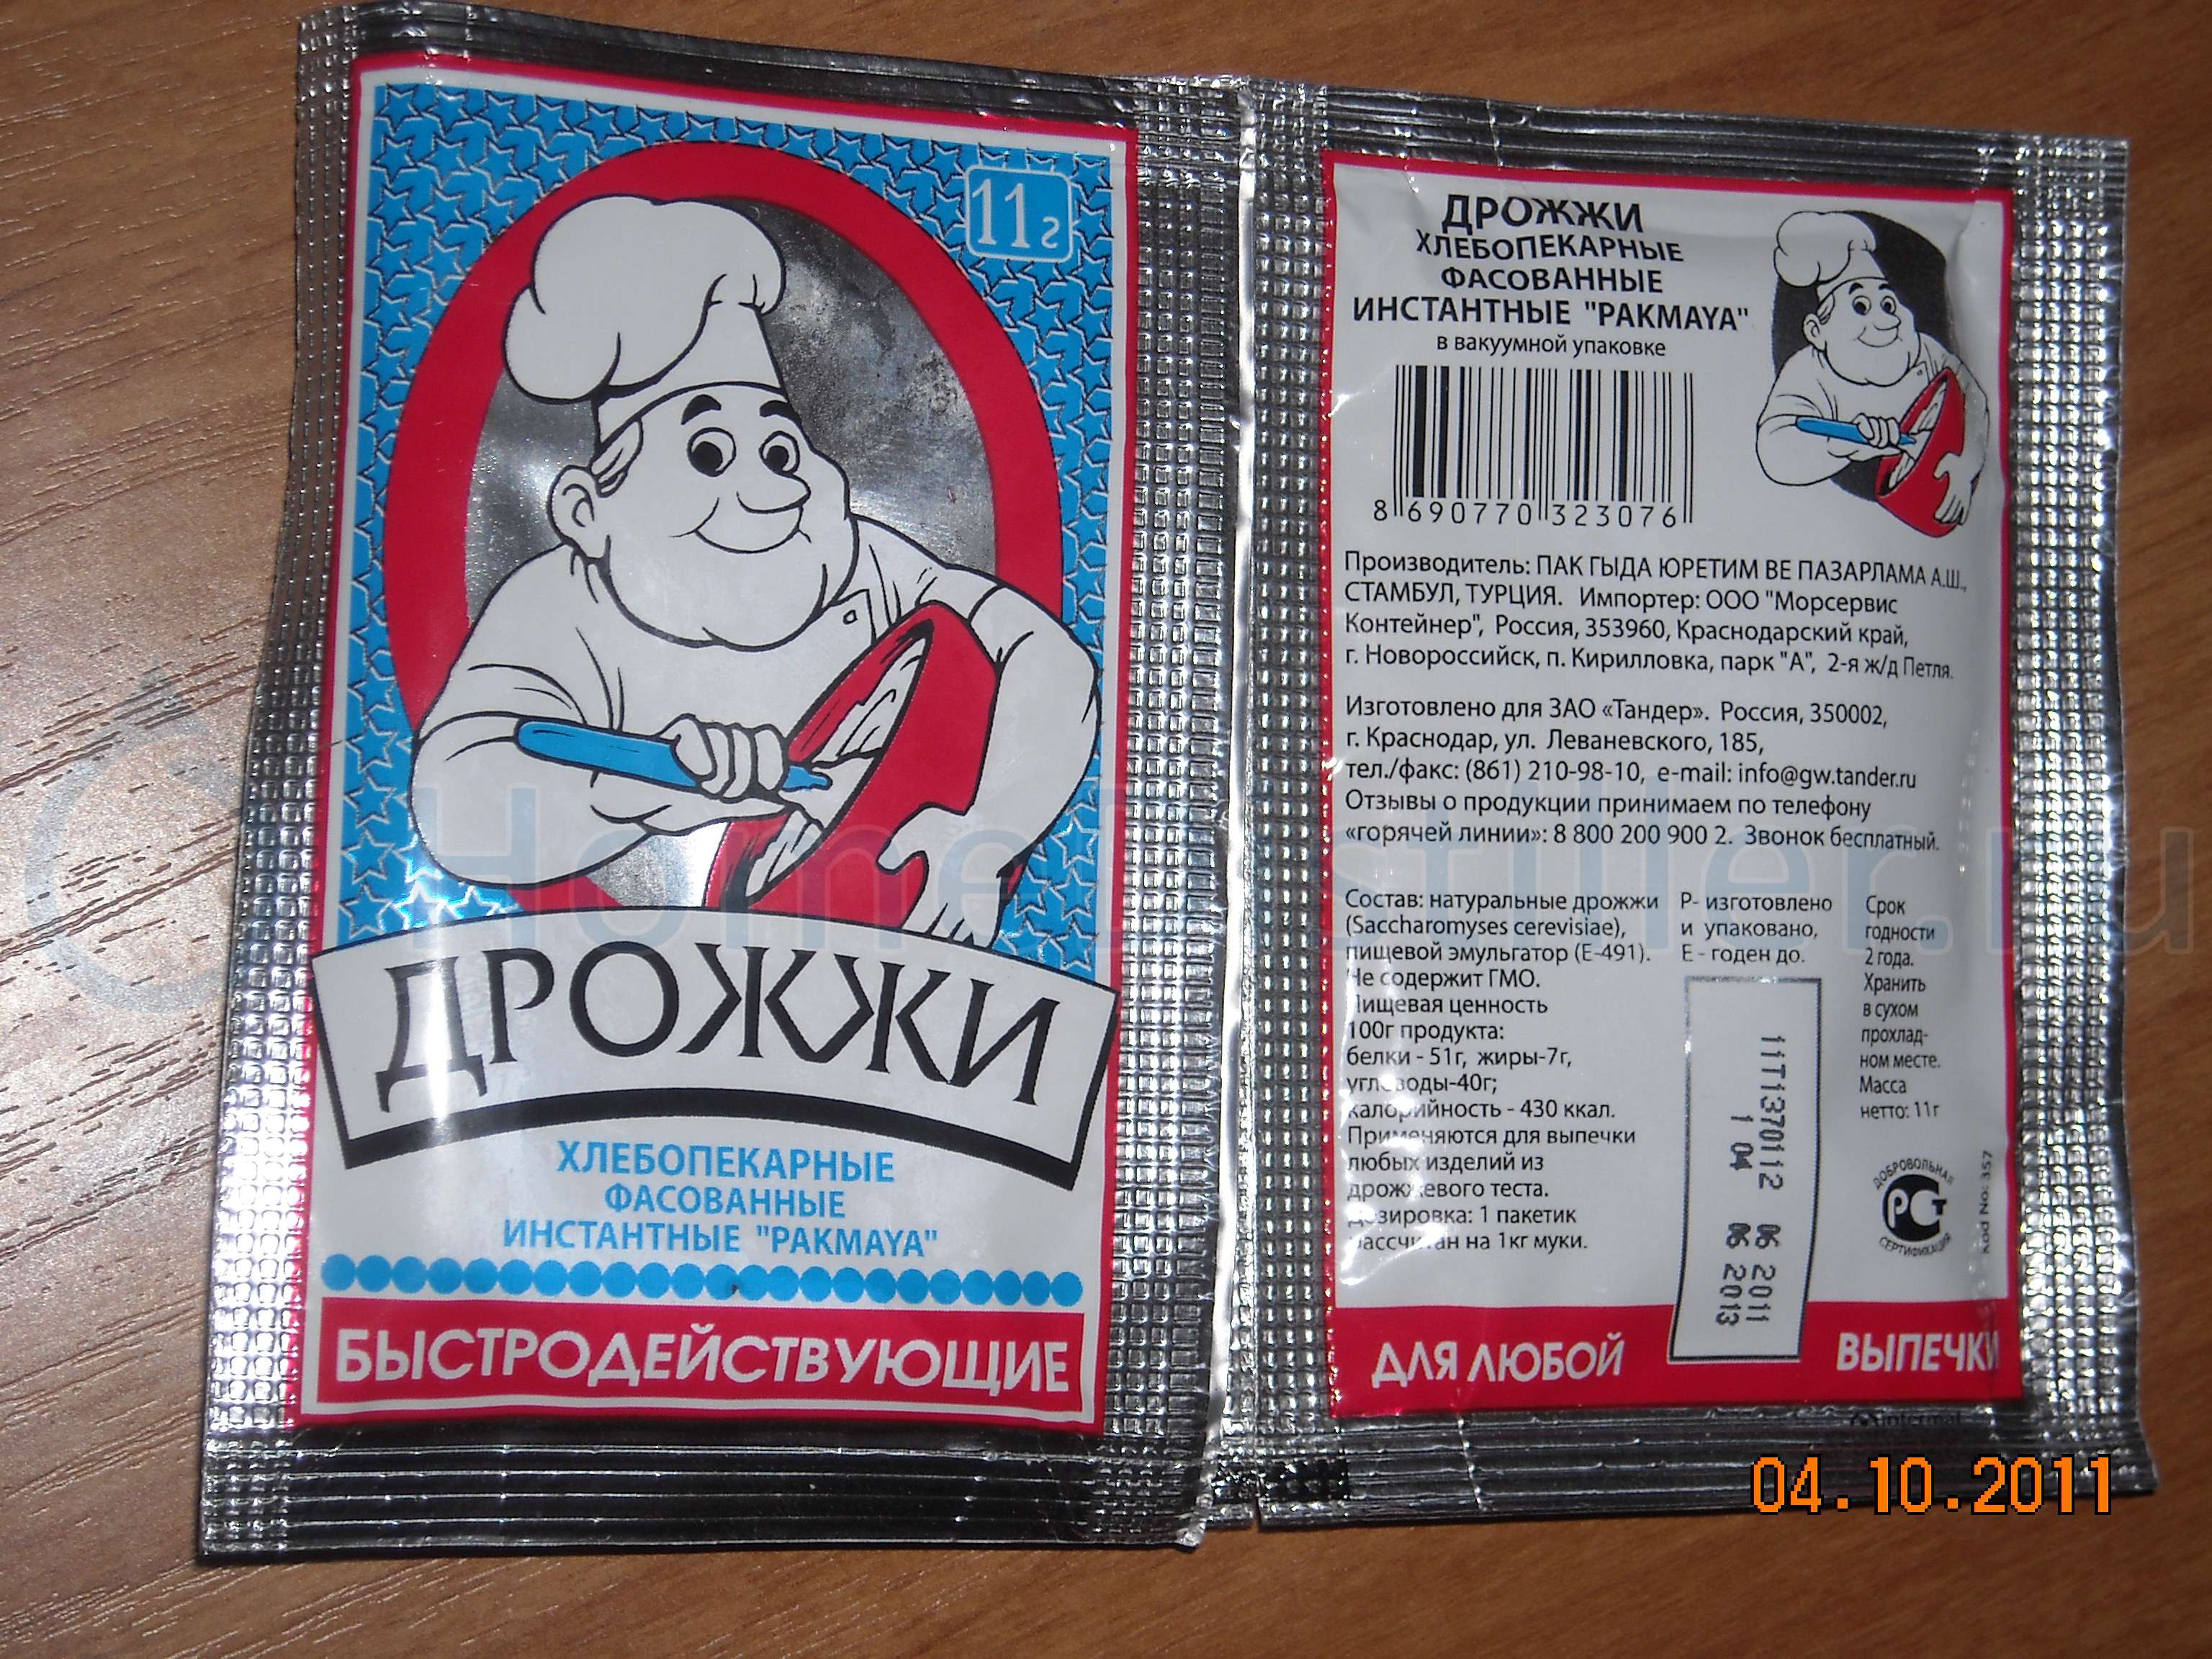 11г
ДРОЖЖИ
ХЛЕБОПЕКАРНЫЕ
ФАСОВАННЫЕ
ИНСТАНТНЫЕ "PAKMAYA"
БЫСТРОДЕЙСТВУЮЩИЕ
ДРОЖЖИ
ХЛЕБОПЕКАРНЫЕ
ФАСОВАННЫЕ
ИНСТАНТНЫЕ "PAKMAYA"
в вакуумной упаковке
8 690770 323076
Производитель: ПАК ГЫДА ЮРЕТИМ ВЕ ПАЗАРЛАМА А.Ш.,
СТАМБУЛ, ТУРЦИЯ. Импортер: ООО "Морсервис
Контейнер", Россия, 353960, Краснодарский край,
г. Новороссийск, п. Кирилловка, парк "А", 2-я ж/д Петля.
Изготовлено для ЗАО «Тандер». Россия, 350002,
г. Краснодар, ул. Леваневского, 185,
тел./факс: (861) 210-98-10, e-mail: info@gw.tander.ru
Отзывы о продукции принимаем по телефону
«горячей линии»: 8 800 200 900 2. Звонок бесплатный.
Состав: натуральные дрожжи
(Saccharomyses cerevisiae),
пищевой эмульгатор (Е-491).
Не содержит ГМО.
Пищевая ценность
100г продукта:
белки - 51г, жиры-7г,
углеводы-40г;
калорийность - 430 ккал.
Применяются для выпечки
любых изделий из
дрожжевого теста.
Дозировка: 1 пакетик
рассчитан на 1кг муки.
Р- изготовлено
и упаковано,
Е - годен до.
11T1370112 06 2011
1 04 06 2013
Срок
годности
2 года.
Хранить
в сухом
прохлад-
ном месте.
Масса
нетто: 11г
ДОБРОВОЛЬНАЯ
РСТ
СЕРТИФИКАЦИЯ
Kod No: 357
ДЛЯ ЛЮБОЙ ВЫПЕЧКИ
HomeDistiller.ru
04.10.2011